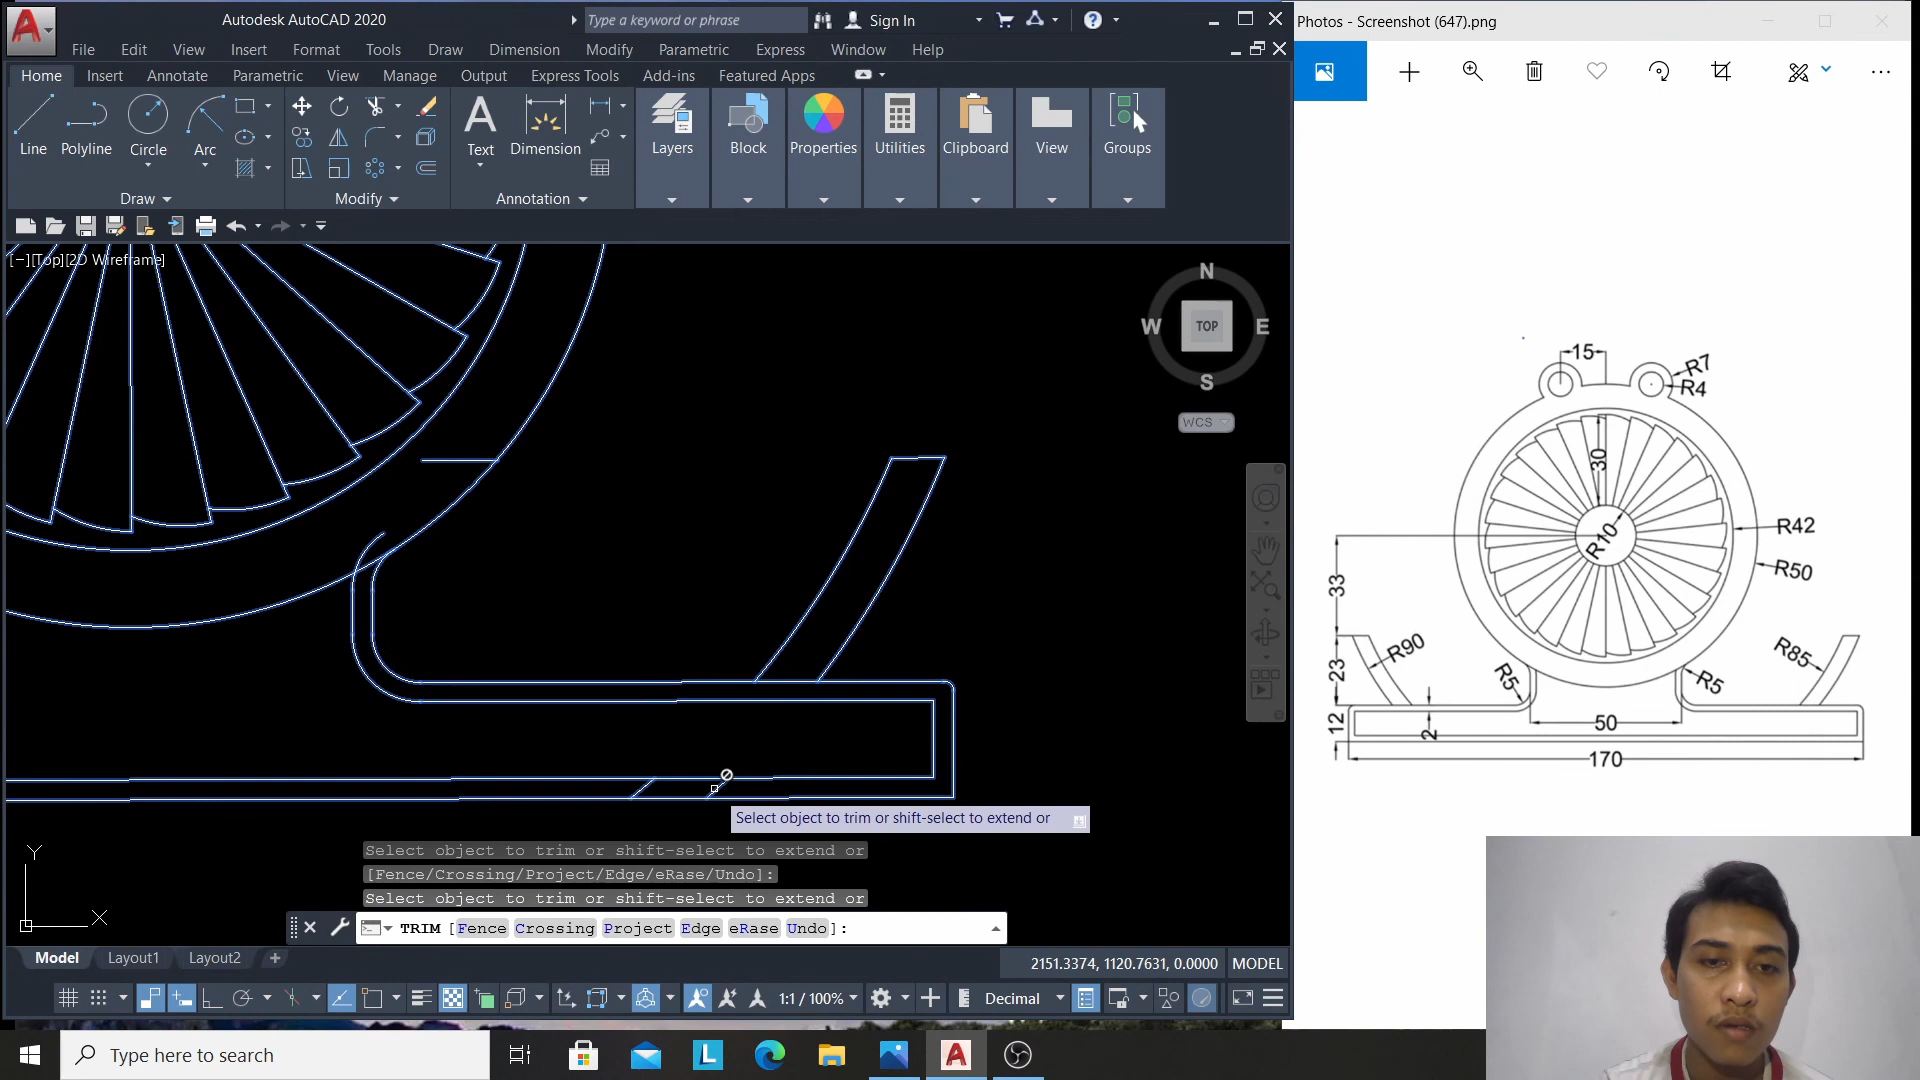 Autodesk AutoCAD 2020
Type a keyword or phrase
Sign In
Photos - Screenshot (647).png
File Edit View Insert Format Tools Draw Dimension Modify Parametric Express Window Help
Home Insert Annotate Parametric View Manage Output Express Tools Add-ins Featured Apps
Line Polyline Circle Arc Text Dimension Layers Block Properties Utilities Clipboard View Groups
Draw Modify Annotation
[−][Top][2D Wireframe]
N
W TOP E
S
WCS
15
R7
R4
30
R42
R10
R50
33
R90
R85
23
R5
R5
12
2
50
170
Select object to trim or shift-select to extend or
Select object to trim or shift-select to extend or
[Fence/Crossing/Project/Edge/eRase/Undo]:
Select object to trim or shift-select to extend or
TRIM [Fence Crossing Project Edge eRase Undo]:
Y
X
Model Layout1 Layout2
2151.3374, 1120.7631, 0.0000 MODEL
1:1 / 100% Decimal
Type here to search